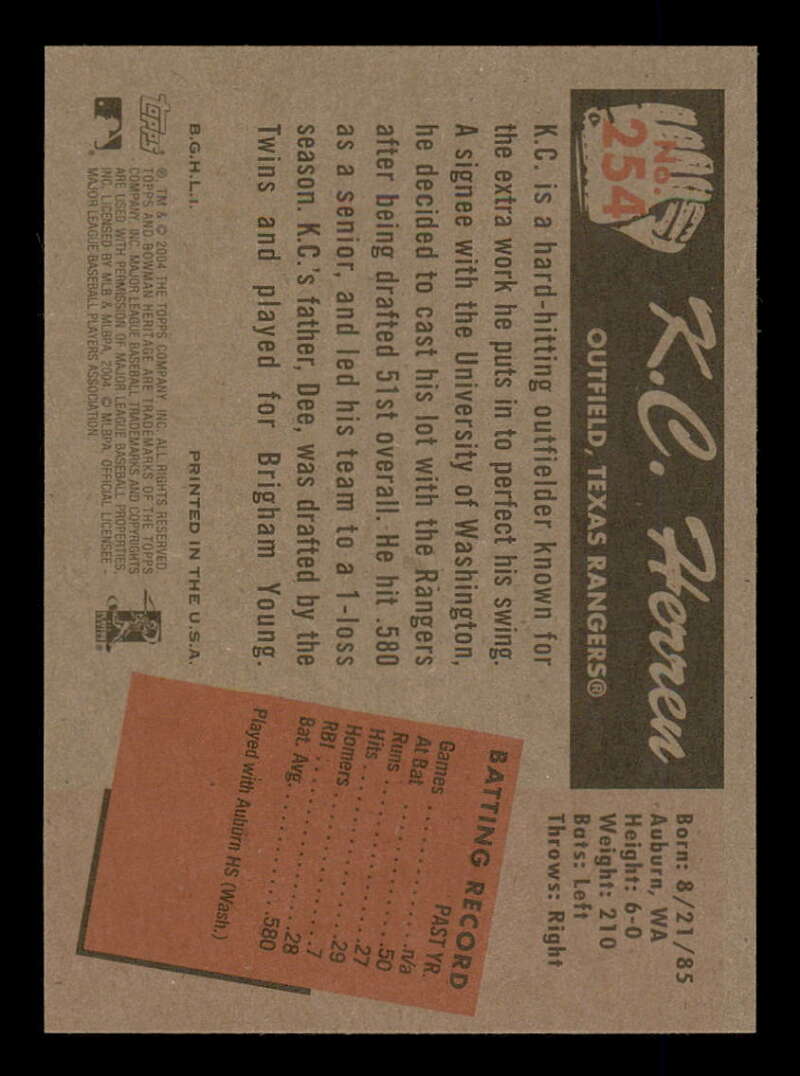 No.
254
K.C. Herren
OUTFIELD, TEXAS RANGERS®
Born: 8/21/85
Auburn, WA
Height: 6-0
Weight: 210
Bats: Left
Throws: Right
K.C. is a hard-hitting outfielder known for
the extra work he puts in to perfect his swing.
A signee with the University of Washington,
he decided to cast his lot with the Rangers
after being drafted 51st overall. He hit .580
as a senior, and led his team to a 1-loss
season. K.C.'s father, Dee, was drafted by the
Twins and played for Brigham Young.
BATTING RECORD
PAST YR.
Games . . . . . . . . . . . n/a
At Bat . . . . . . . . . . . 50
Runs . . . . . . . . . . . 27
Hits . . . . . . . . . . . 29
Homers . . . . . . . . . . . 7
RBI . . . . . . . . . . . 28
Bat. Avg. . . . . . . . . . . .580
Played with Auburn HS (Wash.)
B.G.H.L.I.
PRINTED IN THE U.S.A.
Topps
® TM & © 2004 THE TOPPS COMPANY, INC. ALL RIGHTS RESERVED.
TOPPS AND BOWMAN HERITAGE ARE TRADEMARKS OF THE TOPPS
COMPANY, INC. MAJOR LEAGUE BASEBALL TRADEMARKS AND COPYRIGHTS
ARE USED WITH PERMISSION OF MAJOR LEAGUE BASEBALL PROPERTIES,
INC. LICENSED BY MLB & MLBPA, 2004. © MLBPA. OFFICIAL LICENSEE -
MAJOR LEAGUE BASEBALL PLAYERS ASSOCIATION